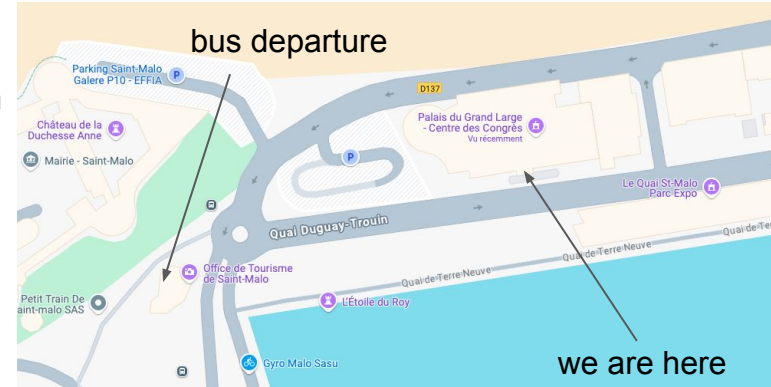 bus departure
Parking Saint-Malo
Galere P10 - EFFIA
P
D137
Château de la
Duchesse Anne
Palais du Grand Large
- Centre des Congrès
Vu récemment
Mairie - Saint-Malo
P
Le Quai St-Malo
Parc Expo
Quai Duguay-Trouin
Quai de Te
Quai de Terre Neuve
Office de Tourisme
de Saint-Malo
Quai de Terre Neuve
Petit Train De
aint-malo SAS
L'Étoile du Roy
Gyro Malo Sasu
we are here